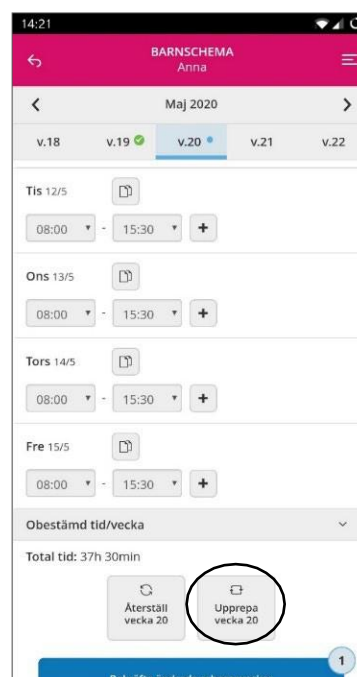 14:21
BARNSCHEMA
Anna
Maj 2020
v.18 v.19 v.20 v.21 v.22
Tis 12/5
08:00 - 15:30 +
Ons 13/5
08:00 - 15:30 +
Tors 14/5
08:00 - 15:30 +
Fre 15/5
08:00 - 15:30 +
Obestämd tid/vecka
Total tid: 37h 30min
Återställ
vecka 20
Upprepa
vecka 20
1